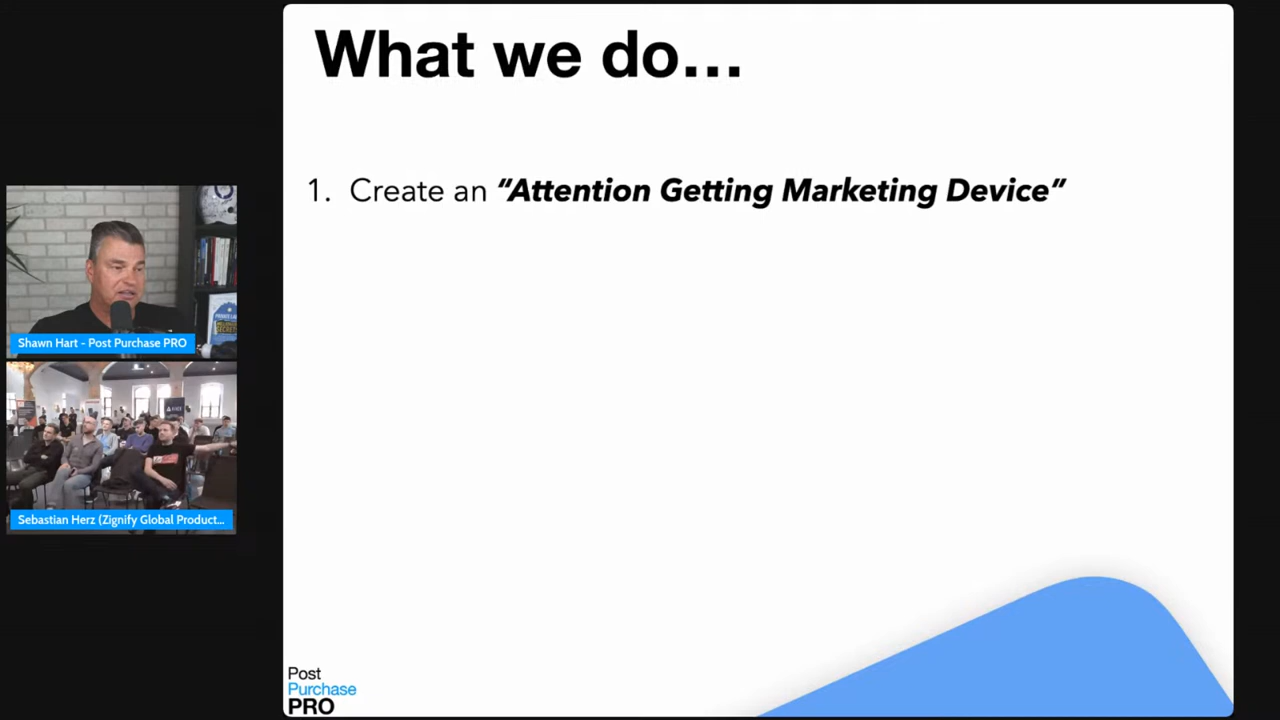 What we do…
1. Create an “Attention Getting Marketing Device”
Shawn Hart - Post Purchase PRO
Sebastian Herz (Zignify Global Product...
Post
Purchase
PRO